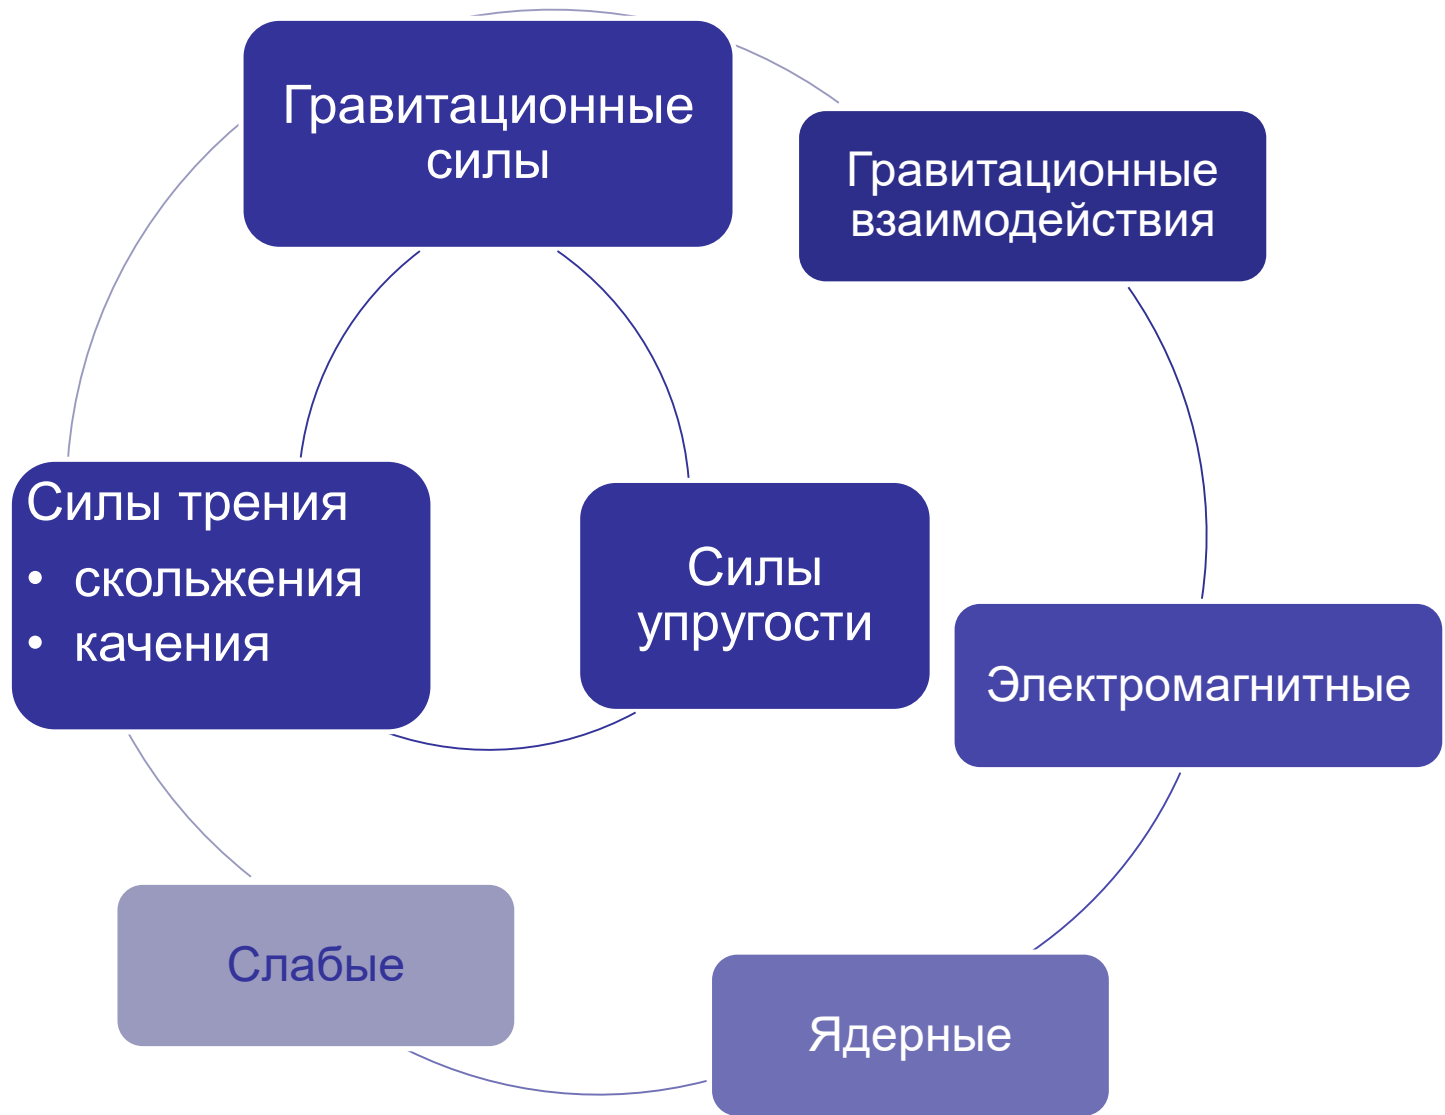 Гравитационные
силы
Гравитационные
взаимодействия
Силы трения
• скольжения
• качения
Силы
упругости
Электромагнитные
Слабые
Ядерные